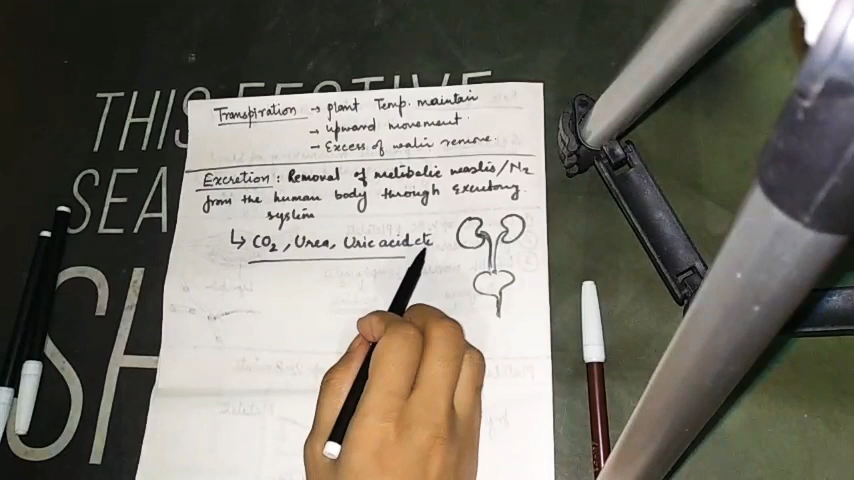 THIS FESTIVE
SEA
SH
Transpiration → plant Temp. maintain
→ upward movement.
→ Excess of water remove.
Excretion : Removal of metibalic wastes/N2
from the human body through Excretory
system
↳ CO2, Urea, Uric acid etc